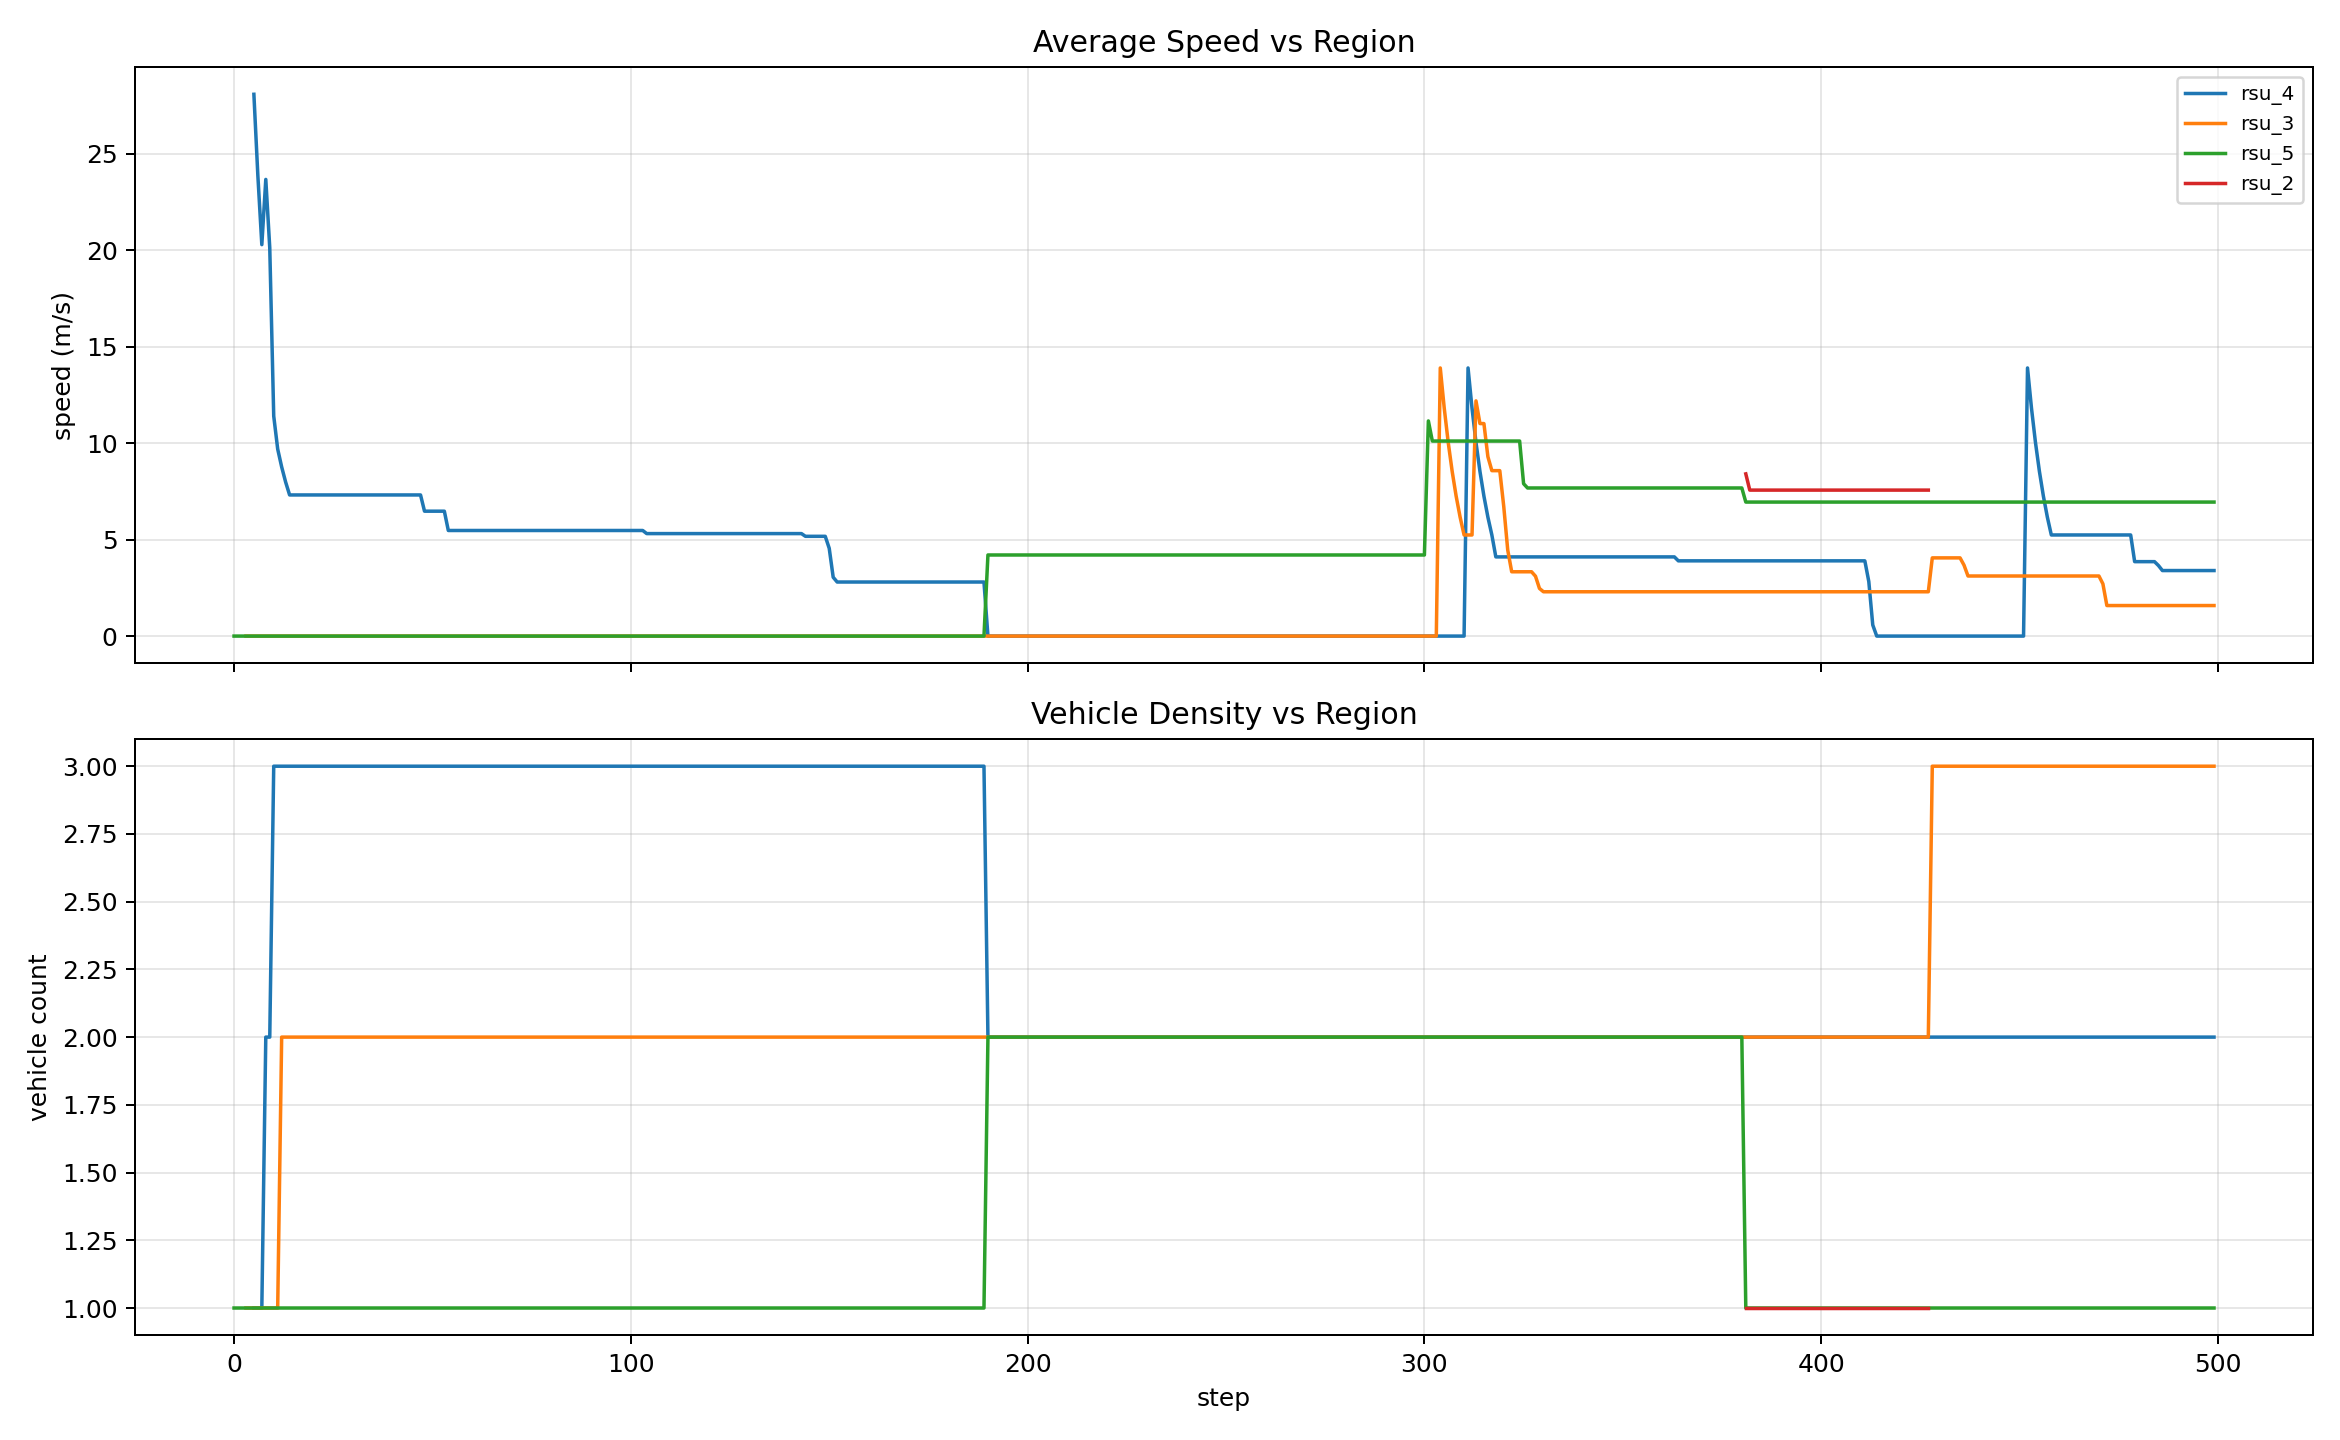 Average Speed vs Region
speed (m/s)
25
20
15
10
5
0
rsu_4
rsu_3
rsu_5
rsu_2
Vehicle Density vs Region
vehicle count
3.00
2.75
2.50
2.25
2.00
1.75
1.50
1.25
1.00
0 100 200 300 400 500
step